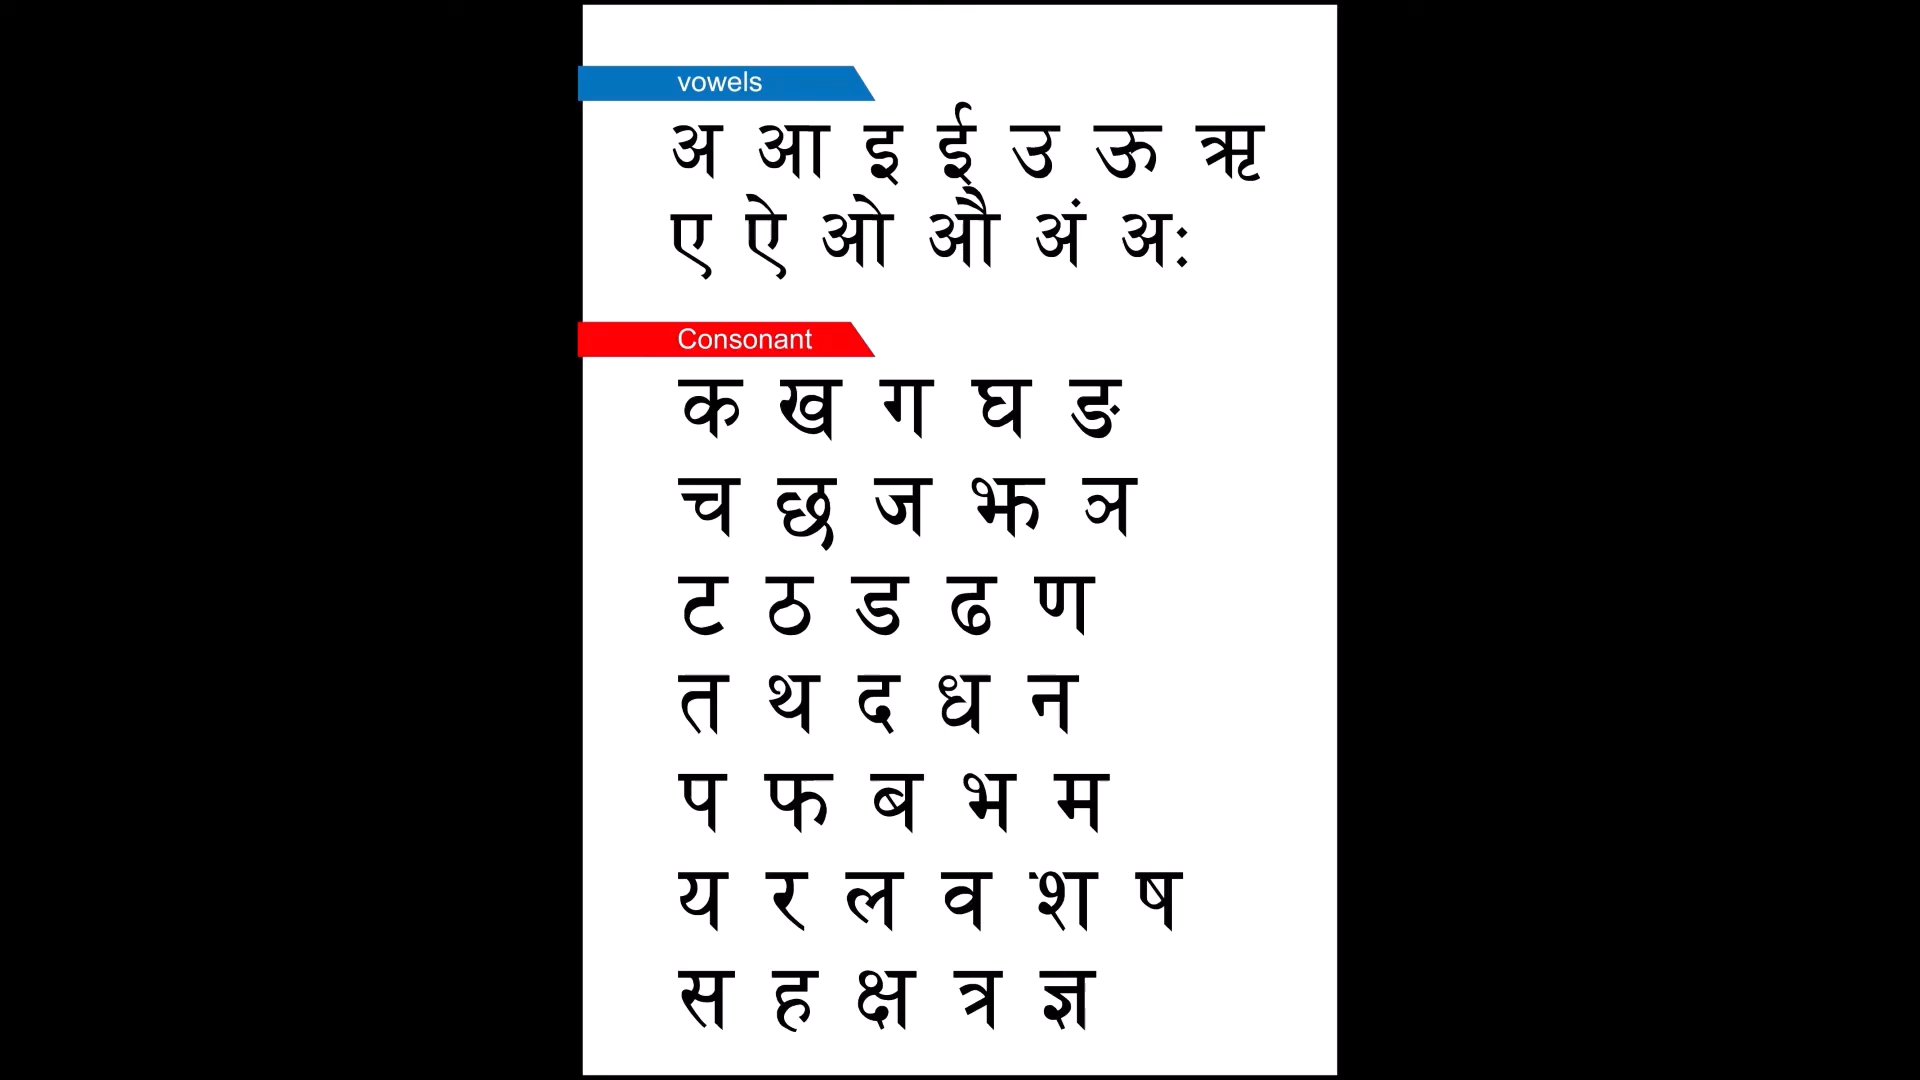 vowels
अ आ इ ई उ ऊ ऋ
ए ऐ ओ औ अं अः
Consonant
क ख ग घ ङ
च छ ज झ ञ
ट ठ ड ढ ण
त थ द ध न
प फ ब भ म
य र ल व श ष
स ह क्ष त्र ज्ञ